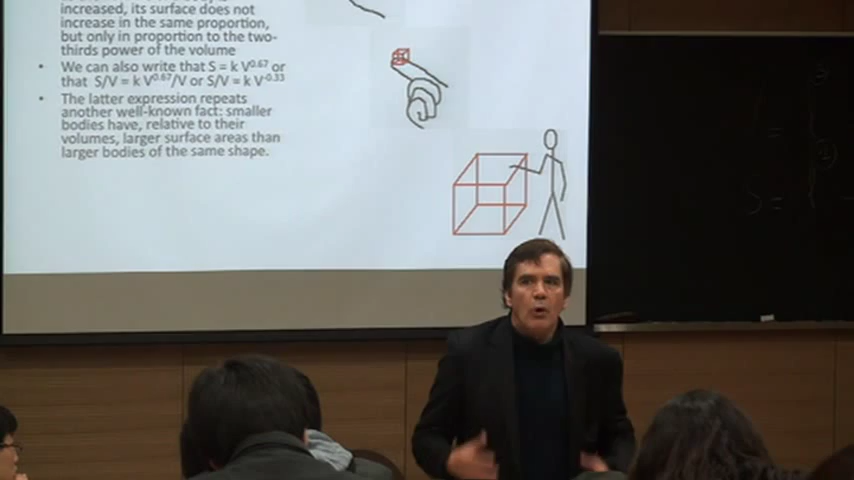 increased, its surface does not
increase in the same proportion,
but only in proportion to the two-
thirds power of the volume
• We can also write that S = k V^0.67 or
that S/V = k V^0.67/V or S/V = k V^-0.33
• The latter expression repeats
another well-known fact: smaller
bodies have, relative to their
volumes, larger surface areas than
larger bodies of the same shape.
S =